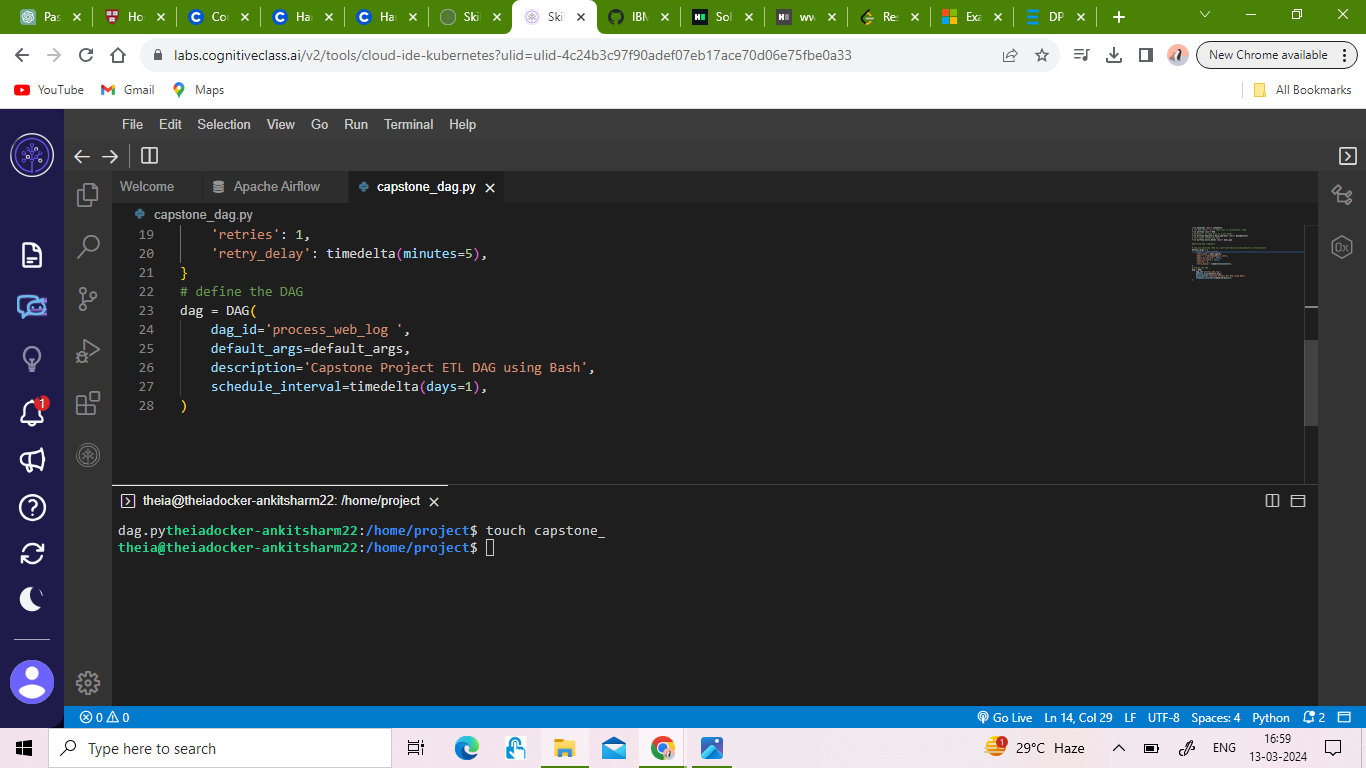 Pas
Ho
Co
Ha
Ha
Ski
Ski
IBM
Sol
ww
Re
Exa
DP
labs.cognitiveclass.ai/v2/tools/cloud-ide-kubernetes?ulid=ulid-4c24b3c97f90adef07eb17ace70d06e75fbe0a33
New Chrome available
YouTube
Gmail
Maps
All Bookmarks
File Edit Selection View Go Run Terminal Help
Welcome
Apache Airflow
capstone_dag.py
capstone_dag.py
19 'retries': 1,
20 'retry_delay': timedelta(minutes=5),
21 }
22 # define the DAG
23 dag = DAG(
24 dag_id='process_web_log ',
25 default_args=default_args,
26 description='Capstone Project ETL DAG using Bash',
27 schedule_interval=timedelta(days=1),
28 )
1
0x
theia@theiadocker-ankitsharm22: /home/project
dag.pytheiadocker-ankitsharm22:/home/project$ touch capstone_
theia@theiadocker-ankitsharm22:/home/project$
0 0
Go Live
Ln 14, Col 29
LF
UTF-8
Spaces: 4
Python
2
Type here to search
1
29°C Haze
ENG
16:59
13-03-2024